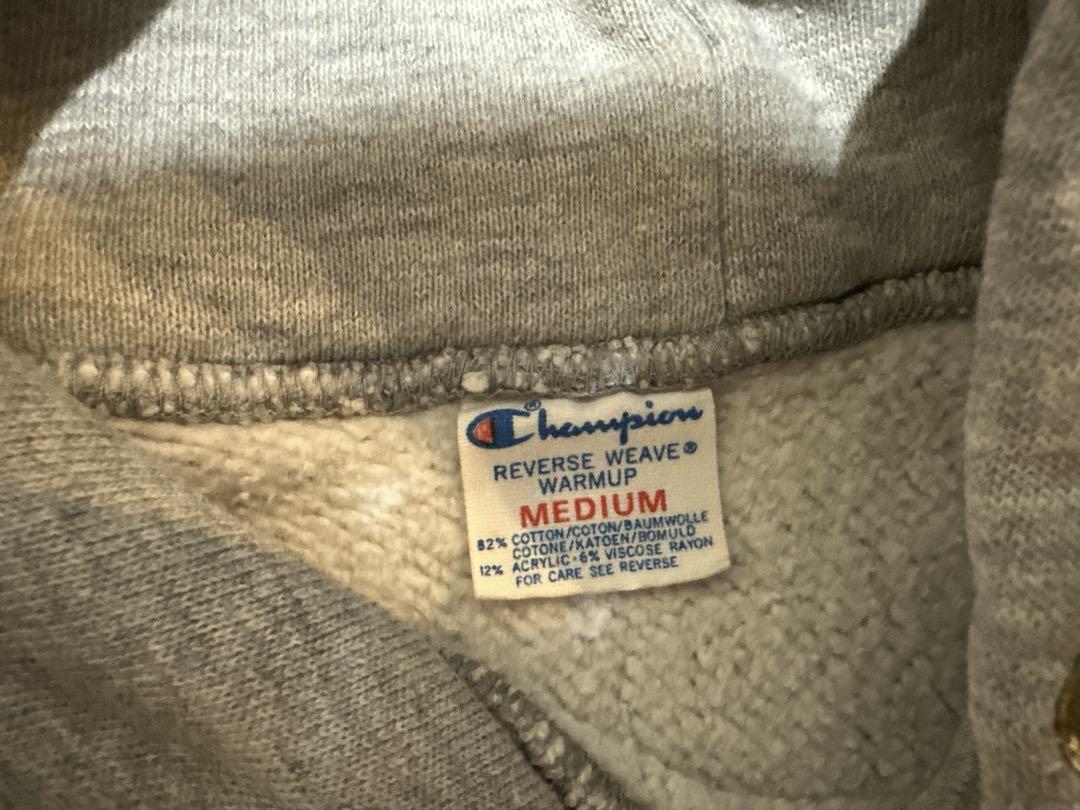 Champion®
REVERSE WEAVE®
WARMUP
MEDIUM
82% COTTON/COTON/BAUMWOLLE
COTONE/KATOEN/BOMULD
12% ACRYLIC·6% VISCOSE RAYON
FOR CARE SEE REVERSE